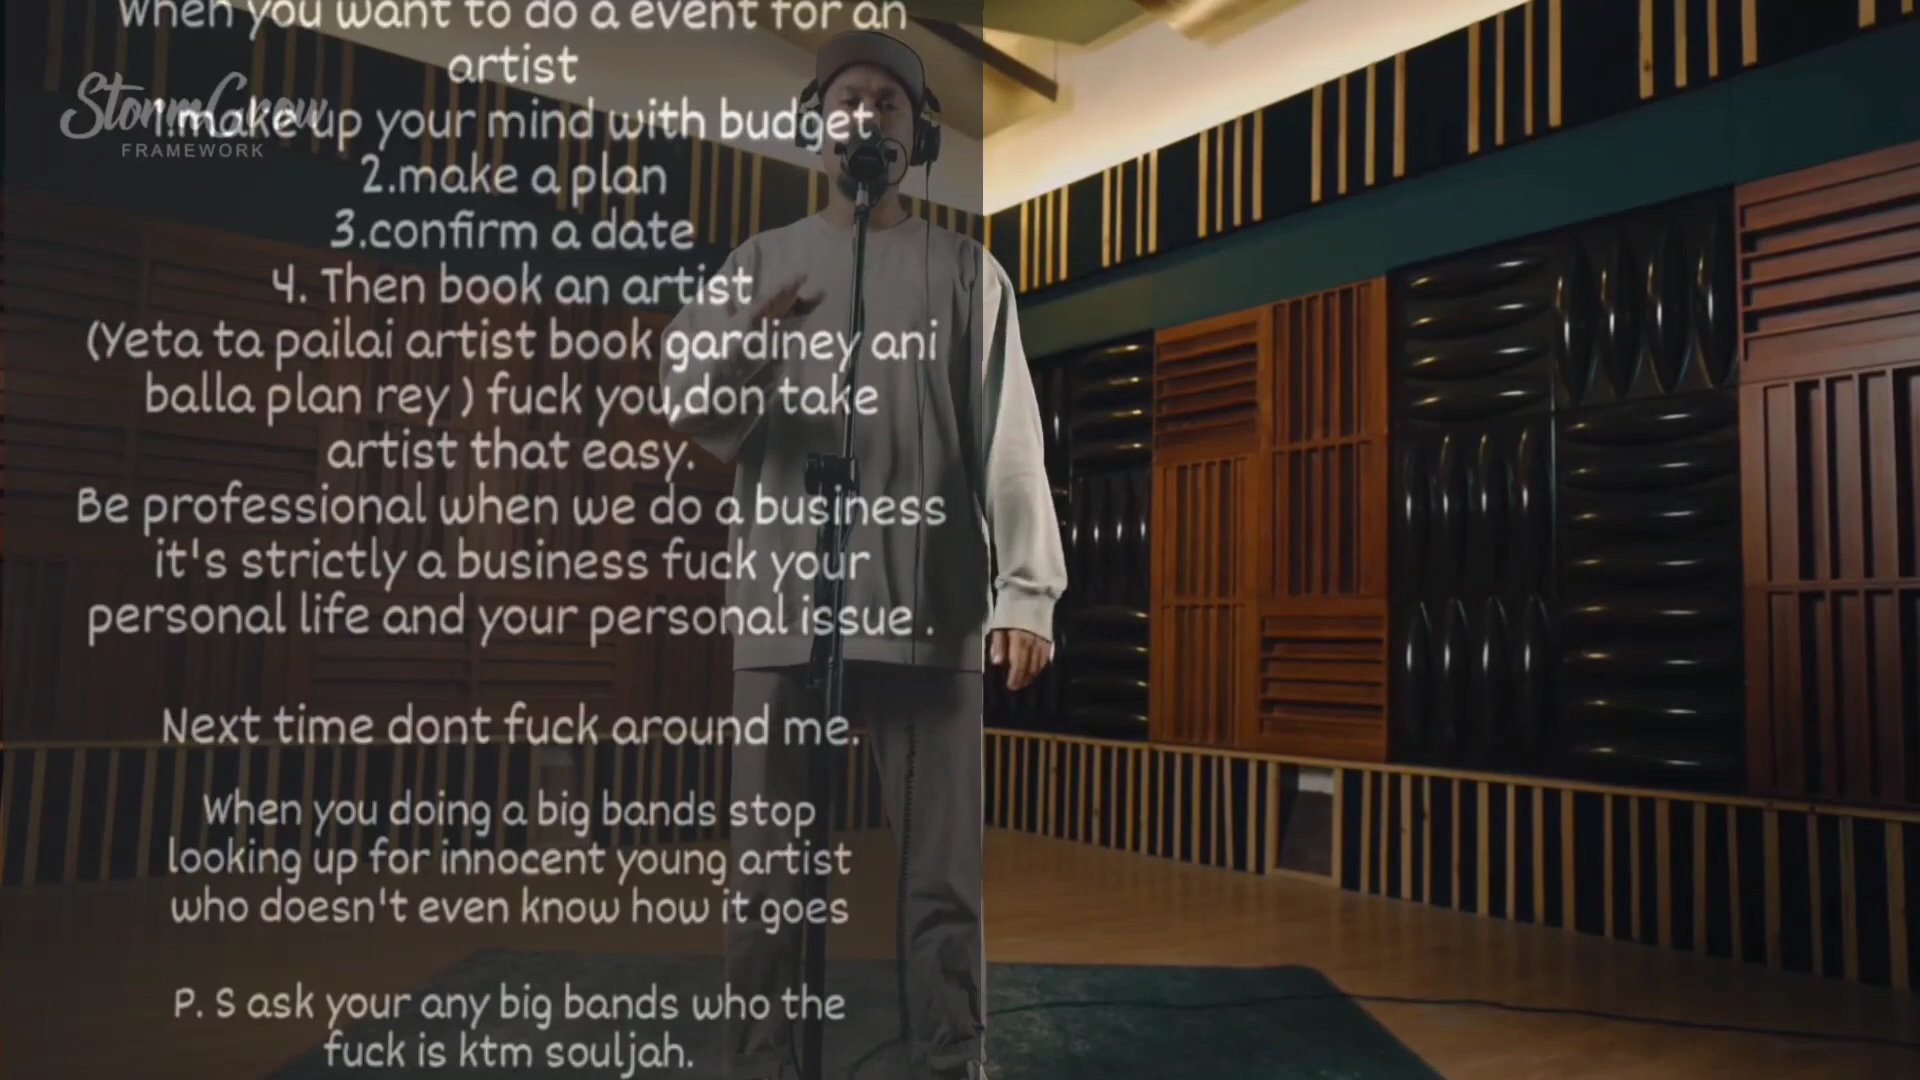 When you want to do a event for an
artist
StormCrow
FRAMEWORK
1.make up your mind with budget
2.make a plan
3.confirm a date
4. Then book an artist
(Yeta ta pailai artist book gardiney ani
balla plan rey ) fuck you,don take
artist that easy.
Be professional when we do a business
it's strictly a business fuck your
personal life and your personal issue .
Next time dont fuck around me.
When you doing a big bands stop
looking up for innocent young artist
who doesn't even know how it goes
P. S ask your any big bands who the
fuck is ktm souljah.